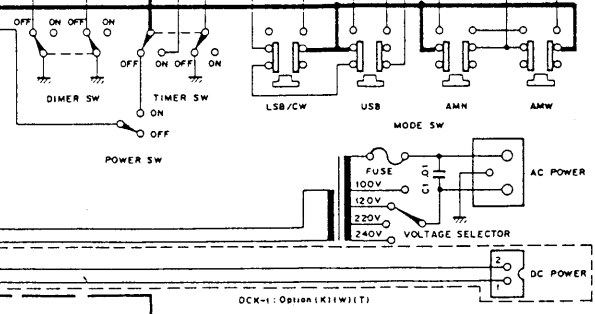 OFF ON OFF ON
OFF ON OFF ON
DIMER SW TIMER SW
LSB/CW USB AMN AMW
MODE SW
ON
OFF
POWER SW
FUSE
C1 0.1
AC POWER
100V
120V
220V
240V
VOLTAGE SELECTOR
2
1
DC POWER
DCK-1: Option (K)(W)(T)